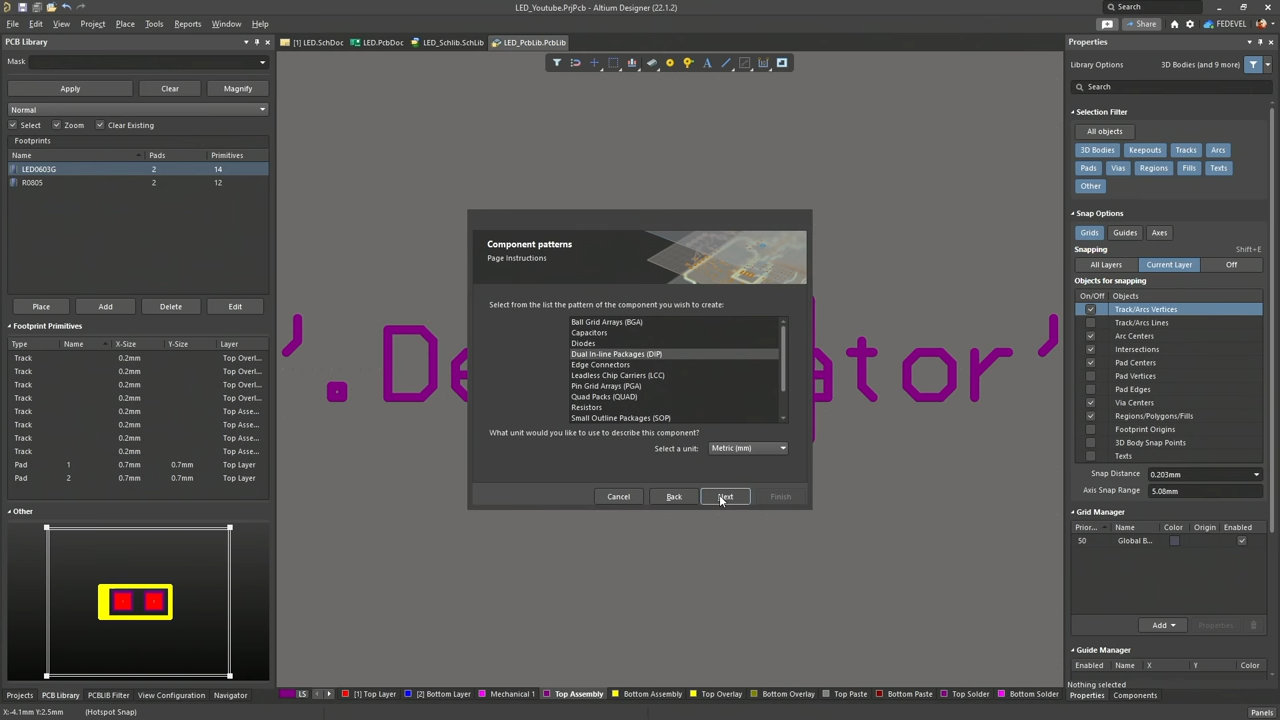 LED_Youtube.PrjPcb - Altium Designer (22.1.2)
Search
File Edit View Project Place Tools Reports Window Help
Share
FEDEVEL
PCB Library
[1] LED.SchDoc LED.PcbDoc LED_Schlib.SchLib LED_PcbLib.PcbLib
Mask
Apply Clear Magnify
Normal
Select Zoom Clear Existing
Footprints
Name Pads Primitives
LED0603G 2 14
R0805 2 12
Place Add Delete Edit
Footprint Primitives
Type Name X-Size Y-Size Layer
Track 0.2mm Top Overl...
Track 0.2mm Top Overl...
Track 0.2mm Top Overl...
Track 0.2mm Top Overl...
Track 0.2mm Top Asse...
Track 0.2mm Top Asse...
Track 0.2mm Top Asse...
Track 0.2mm Top Asse...
Pad 1 0.7mm 0.7mm Top Layer
Pad 2 0.7mm 0.7mm Top Layer
Other
Projects PCB Library PCBLIB Filter View Configuration Navigator
X:-4.1mm Y:2.5mm (Hotspot Snap)
'.De ator'
Component patterns
Page Instructions
Select from the list the pattern of the component you wish to create:
Ball Grid Arrays (BGA)
Capacitors
Diodes
Dual In-line Packages (DIP)
Edge Connectors
Leadless Chip Carriers (LCC)
Pin Grid Arrays (PGA)
Quad Packs (QUAD)
Resistors
Small Outline Packages (SOP)
What unit would you like to use to describe this component?
Select a unit: Metric (mm)
Cancel Back Next Finish
LS [1] Top Layer [2] Bottom Layer Mechanical 1 Top Assembly Bottom Assembly Top Overlay Bottom Overlay Top Paste Bottom Paste Top Solder Bottom Solder
Properties
Library Options 3D Bodies (and 9 more)
Search
Selection Filter
All objects
3D Bodies Keepouts Tracks Arcs
Pads Vias Regions Fills Texts
Other
Snap Options
Grids Guides Axes
Snapping Shift+E
All Layers Current Layer Off
Objects for snapping
On/Off Objects
Track/Arcs Vertices
Track/Arcs Lines
Arc Centers
Intersections
Pad Centers
Pad Vertices
Pad Edges
Via Centers
Regions/Polygons/Fills
Footprint Origins
3D Body Snap Points
Texts
Snap Distance 0.203mm
Axis Snap Range 5.08mm
Grid Manager
Prior... Name Color Origin Enabled
50 Global B...
Add Properties
Guide Manager
Enabled Name X Y Color
Nothing selected
Properties Components
Panels